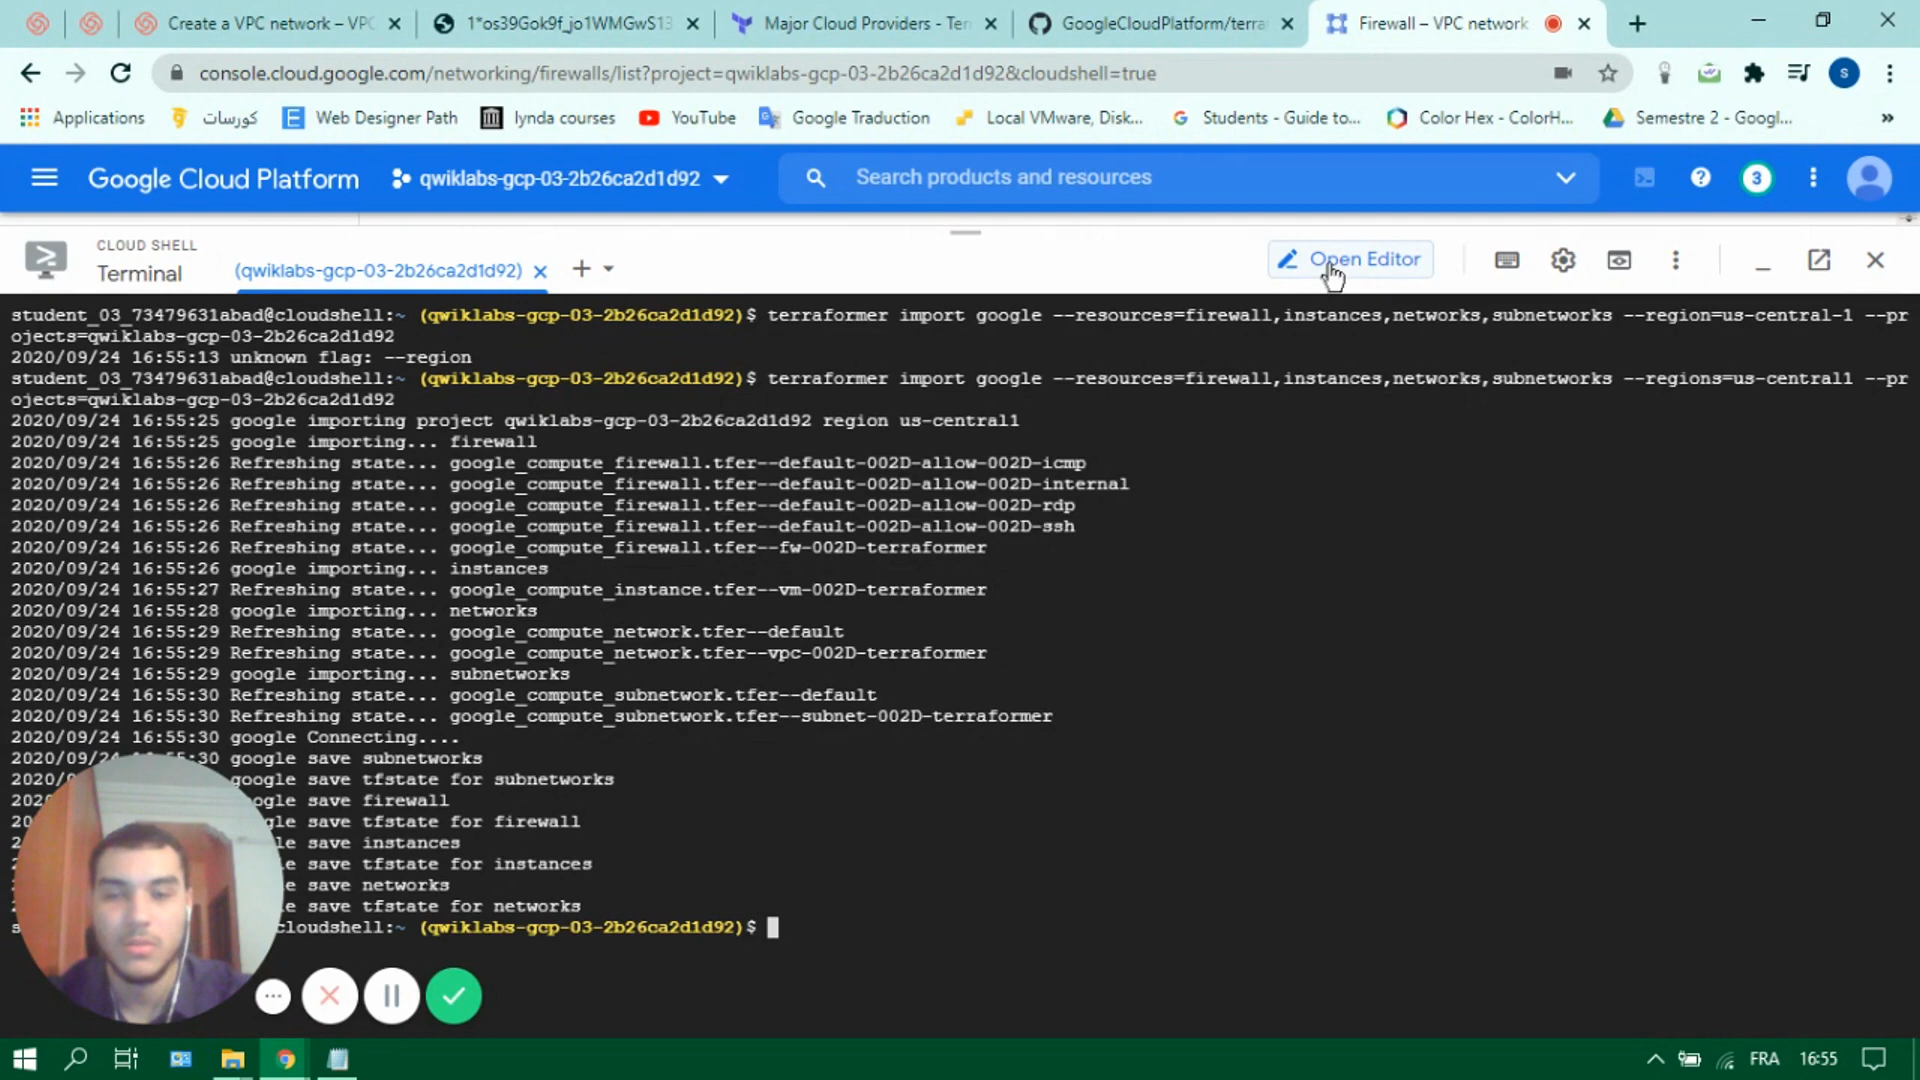 Create a VPC network – VPC
1*os39Gok9f_jo1WMGwS13
Major Cloud Providers - Terr
GoogleCloudPlatform/terra
Firewall – VPC network
console.cloud.google.com/networking/firewalls/list?project=qwiklabs-gcp-03-2b26ca2d1d92&cloudshell=true
S
Applications
كورسات
E
Web Designer Path
lynda courses
YouTube
Google Traduction
Local VMware, Disk...
Students - Guide to...
Color Hex - ColorH...
Semestre 2 - Googl...
»
Google Cloud Platform
qwiklabs-gcp-03-2b26ca2d1d92
Search products and resources
3
CLOUD SHELL
Terminal
(qwiklabs-gcp-03-2b26ca2d1d92)
Open Editor
student_03_73479631abad@cloudshell:~ (qwiklabs-gcp-03-2b26ca2d1d92)$ terraformer import google --resources=firewall,instances,networks,subnetworks --region=us-central-1 --pr
ojects=qwiklabs-gcp-03-2b26ca2d1d92
2020/09/24 16:55:13 unknown flag: --region
student_03_73479631abad@cloudshell:~ (qwiklabs-gcp-03-2b26ca2d1d92)$ terraformer import google --resources=firewall,instances,networks,subnetworks --regions=us-central1 --pr
ojects=qwiklabs-gcp-03-2b26ca2d1d92
2020/09/24 16:55:25 google importing project qwiklabs-gcp-03-2b26ca2d1d92 region us-central1
2020/09/24 16:55:25 google importing... firewall
2020/09/24 16:55:26 Refreshing state... google_compute_firewall.tfer--default-002D-allow-002D-icmp
2020/09/24 16:55:26 Refreshing state... google_compute_firewall.tfer--default-002D-allow-002D-internal
2020/09/24 16:55:26 Refreshing state... google_compute_firewall.tfer--default-002D-allow-002D-rdp
2020/09/24 16:55:26 Refreshing state... google_compute_firewall.tfer--default-002D-allow-002D-ssh
2020/09/24 16:55:26 Refreshing state... google_compute_firewall.tfer--fw-002D-terraformer
2020/09/24 16:55:26 google importing... instances
2020/09/24 16:55:27 Refreshing state... google_compute_instance.tfer--vm-002D-terraformer
2020/09/24 16:55:28 google importing... networks
2020/09/24 16:55:29 Refreshing state... google_compute_network.tfer--default
2020/09/24 16:55:29 Refreshing state... google_compute_network.tfer--vpc-002D-terraformer
2020/09/24 16:55:29 google importing... subnetworks
2020/09/24 16:55:30 Refreshing state... google_compute_subnetwork.tfer--default
2020/09/24 16:55:30 Refreshing state... google_compute_subnetwork.tfer--subnet-002D-terraformer
2020/09/24 16:55:30 google Connecting....
2020/09/24 16:55:30 google save subnetworks
2020/0 google save tfstate for subnetworks
202 ogle save firewall
20 gle save tfstate for firewall
2 le save instances
le save tfstate for instances
e save networks
e save tfstate for networks
s cloudshell:~ (qwiklabs-gcp-03-2b26ca2d1d92)$
FRA
16:55